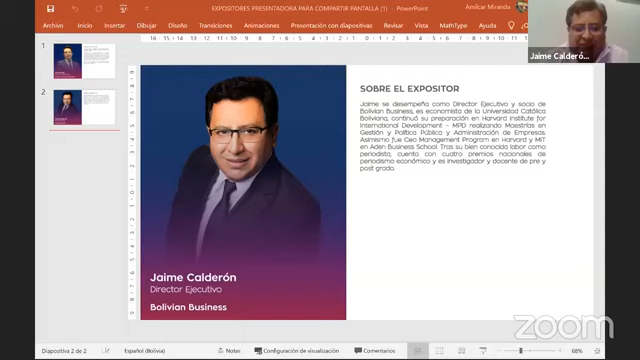 EXPOSITORES PRESENTADORA PARA COMPARTIR PANTALLA (1) - PowerPoint
Amilcar Miranda
Archivo Inicio Insertar Dibujar Diseño Transiciones Animaciones Presentación con diapositivas Revisar Vista MathType Ayuda
Jaime Calderó...
1
2
SOBRE EL EXPOSITOR
Jaime se desempeña como Director Ejecutivo y socio de
Bolivian Business, es economista de la Universidad Católica
Boliviana, continuó su preparación en Harvard Institute for
International Development – MPD realizando Maestrías en
Gestión y Política Pública y Administración de Empresas.
Asimismo fue Ceo Management Program en Harvard y MIT
en Aden Business School. Tras su bien conocida labor como
periodista, cuenta con cuatro premios nacionales de
periodismo económico y es investigador y docente de pre y
post grado.
Jaime Calderón
Director Ejecutivo
Bolivian Business
zoom
Diapositiva 2 de 2 Español (Bolivia) Notas Configuración de visualización Comentarios 68%